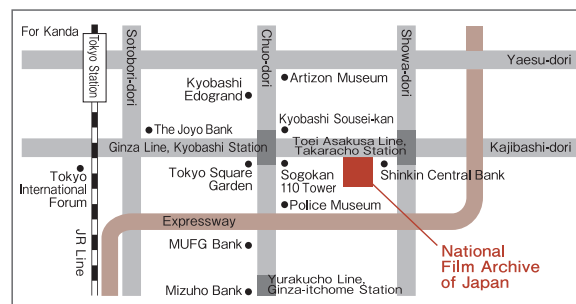 For Kanda
Tokyo Station
Sotobori-dori
Chuo-dori
Showa-dori
Yaesu-dori
Kyobashi
Edogrand
Artizon Museum
Kyobashi Sousei-kan
The Joyo Bank
Ginza Line, Kyobashi Station
Toei Asakusa Line,
Takaracho Station
Kajibashi-dori
Tokyo
International
Forum
Tokyo Square
Garden
Sogokan
110 Tower
Shinkin Central Bank
Police Museum
Expressway
JR Line
MUFG Bank
National
Film Archive
of Japan
Yurakucho Line,
Ginza-itchome Station
Mizuho Bank